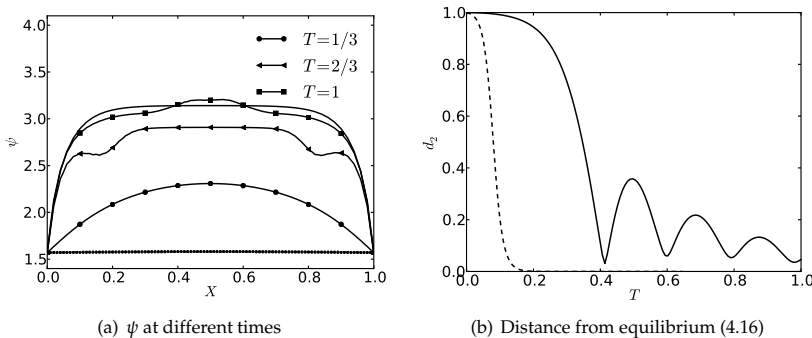 4.0
3.5
3.0
2.5
2.0
1.5
ψ
T=1/3
T=2/3
T=1
0.0 0.2 0.4 0.6 0.8 1.0
X
(a) ψ at different times
1.0
0.8
0.6
0.4
0.2
0.0
d₂
0.0 0.2 0.4 0.6 0.8 1.0
T
(b) Distance from equilibrium (4.16)